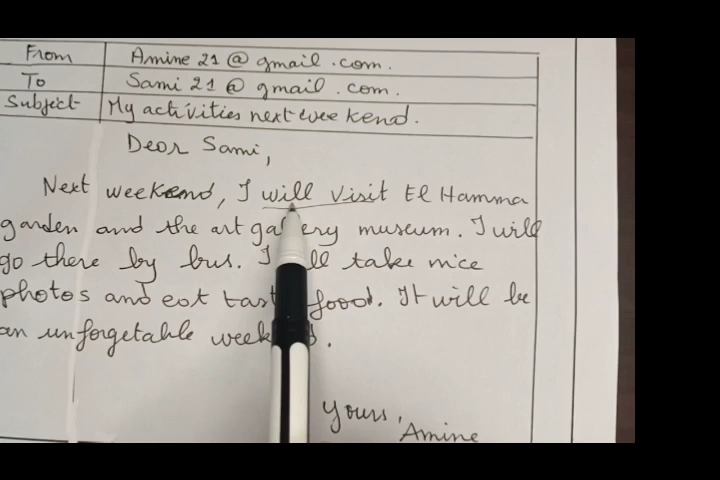 From Amine 21 @ gmail .com.
To Sami 21 @ gmail .com.
Subject My activities next weekend.
Dear Sami,
Next weekend, I will visit El Hamma
garden and the art gallery museum. I will
go there by bus. I will take nice
photos and eat tasty food. It will be
an unforgetable weekend.
Yours,
Amine